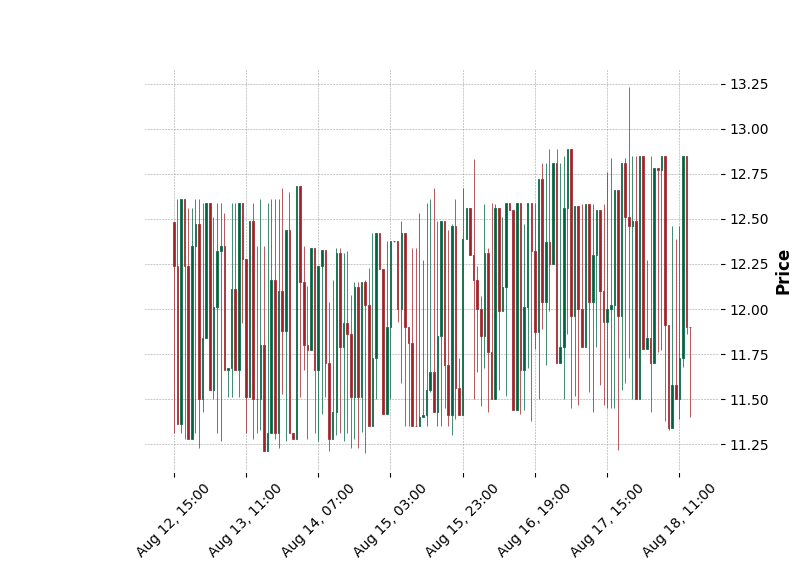 13.25
13.00
12.75
12.50
12.25
12.00
11.75
11.50
11.25
Price
Aug 12, 15:00
Aug 13, 11:00
Aug 14, 07:00
Aug 15, 03:00
Aug 15, 23:00
Aug 16, 19:00
Aug 17, 15:00
Aug 18, 11:00